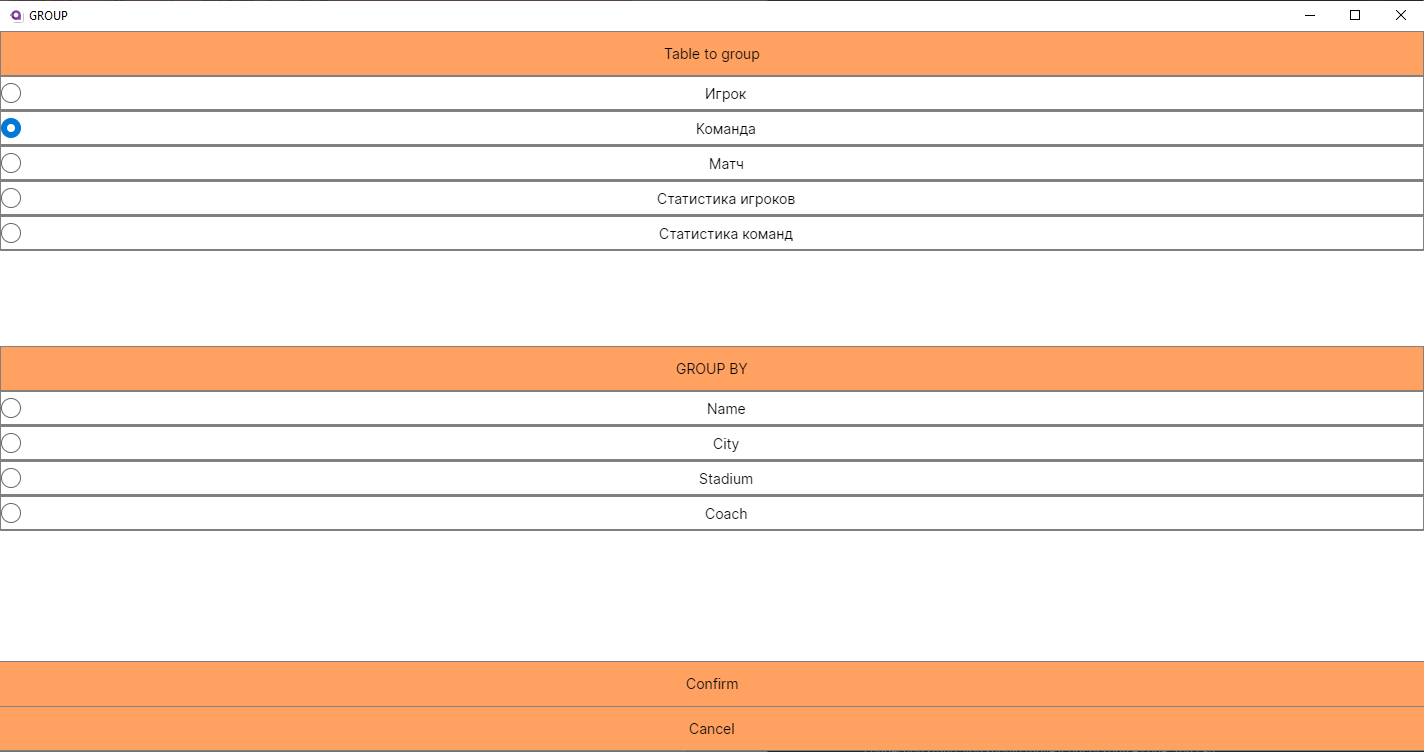 GROUP
Table to group
Игрок
Команда
Матч
Статистика игроков
Статистика команд
GROUP BY
Name
City
Stadium
Coach
Confirm
Cancel